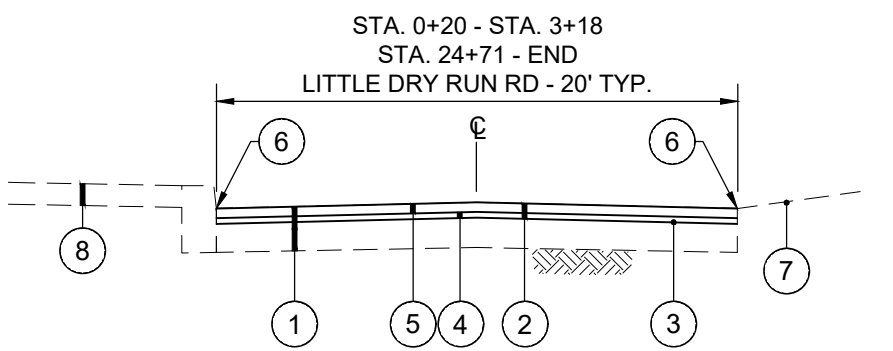 STA. 0+20 - STA. 3+18
STA. 24+71 - END
LITTLE DRY RUN RD - 20' TYP.
℄
6 6
8 7
1 5 4 2 3